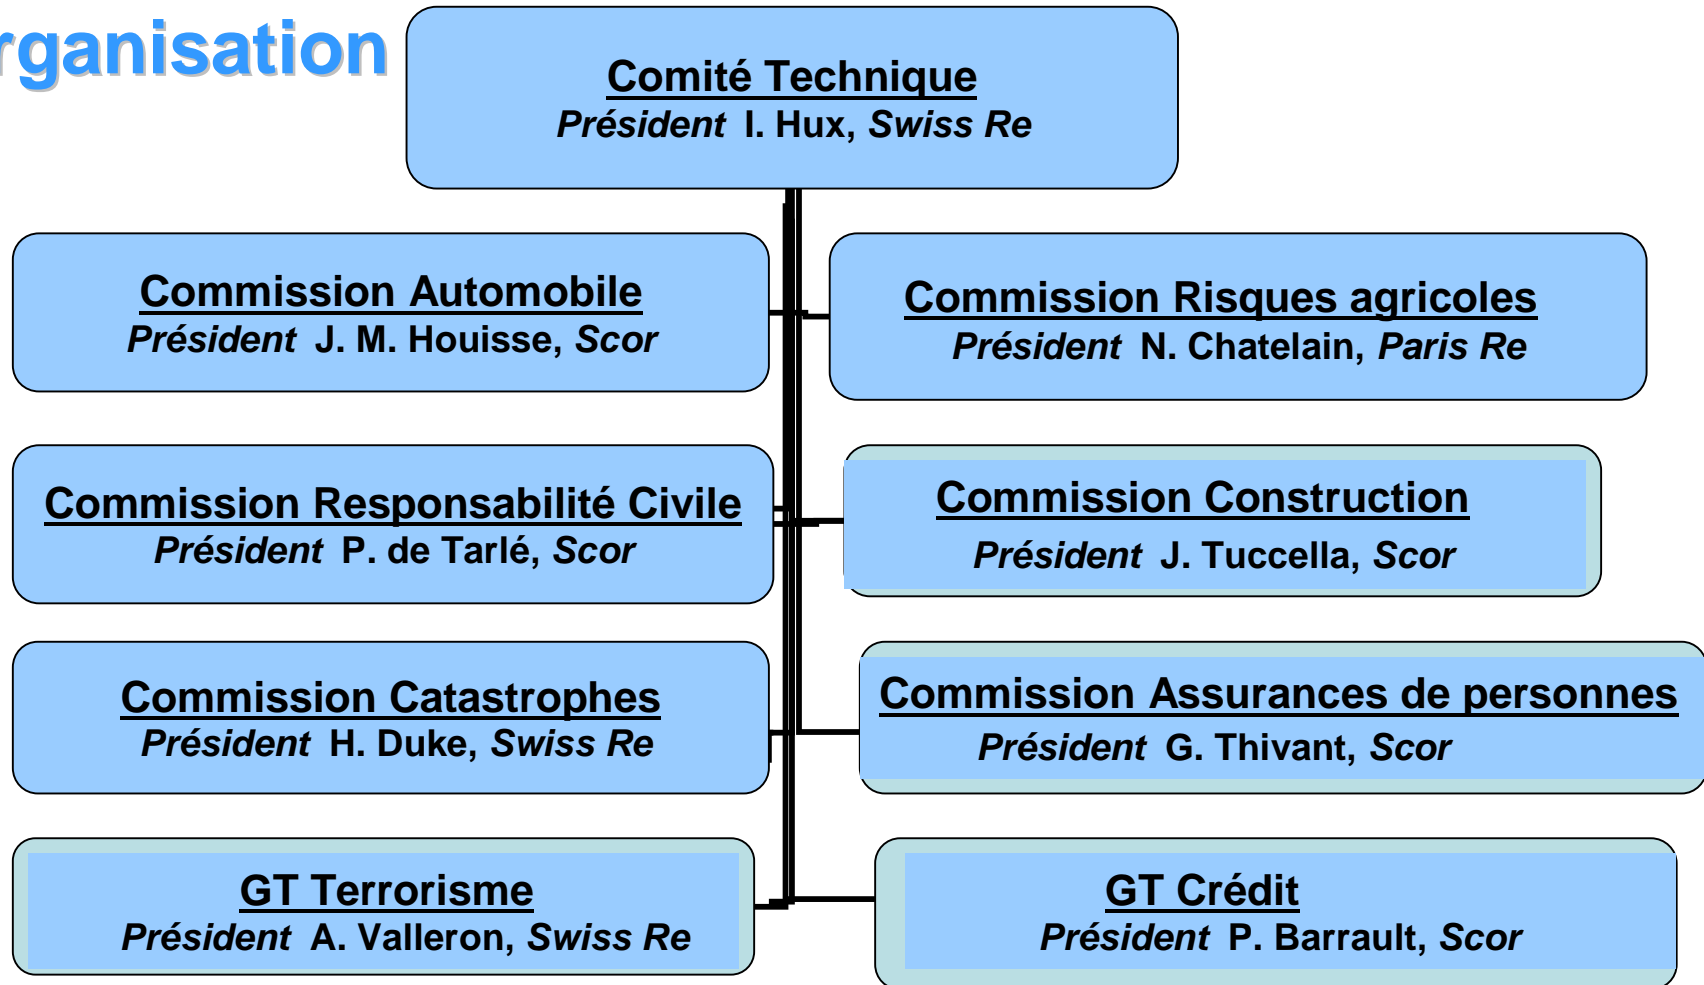 rganisation
Comité Technique
Président I. Hux, Swiss Re
Commission Automobile
Président J. M. Houisse, Scor
Commission Risques agricoles
Président N. Chatelain, Paris Re
Commission Responsabilité Civile
Président P. de Tarlé, Scor
Commission Construction
Président J. Tuccella, Scor
Commission Catastrophes
Président H. Duke, Swiss Re
Commission Assurances de personnes
Président G. Thivant, Scor
GT Terrorisme
Président A. Valleron, Swiss Re
GT Crédit
Président P. Barrault, Scor